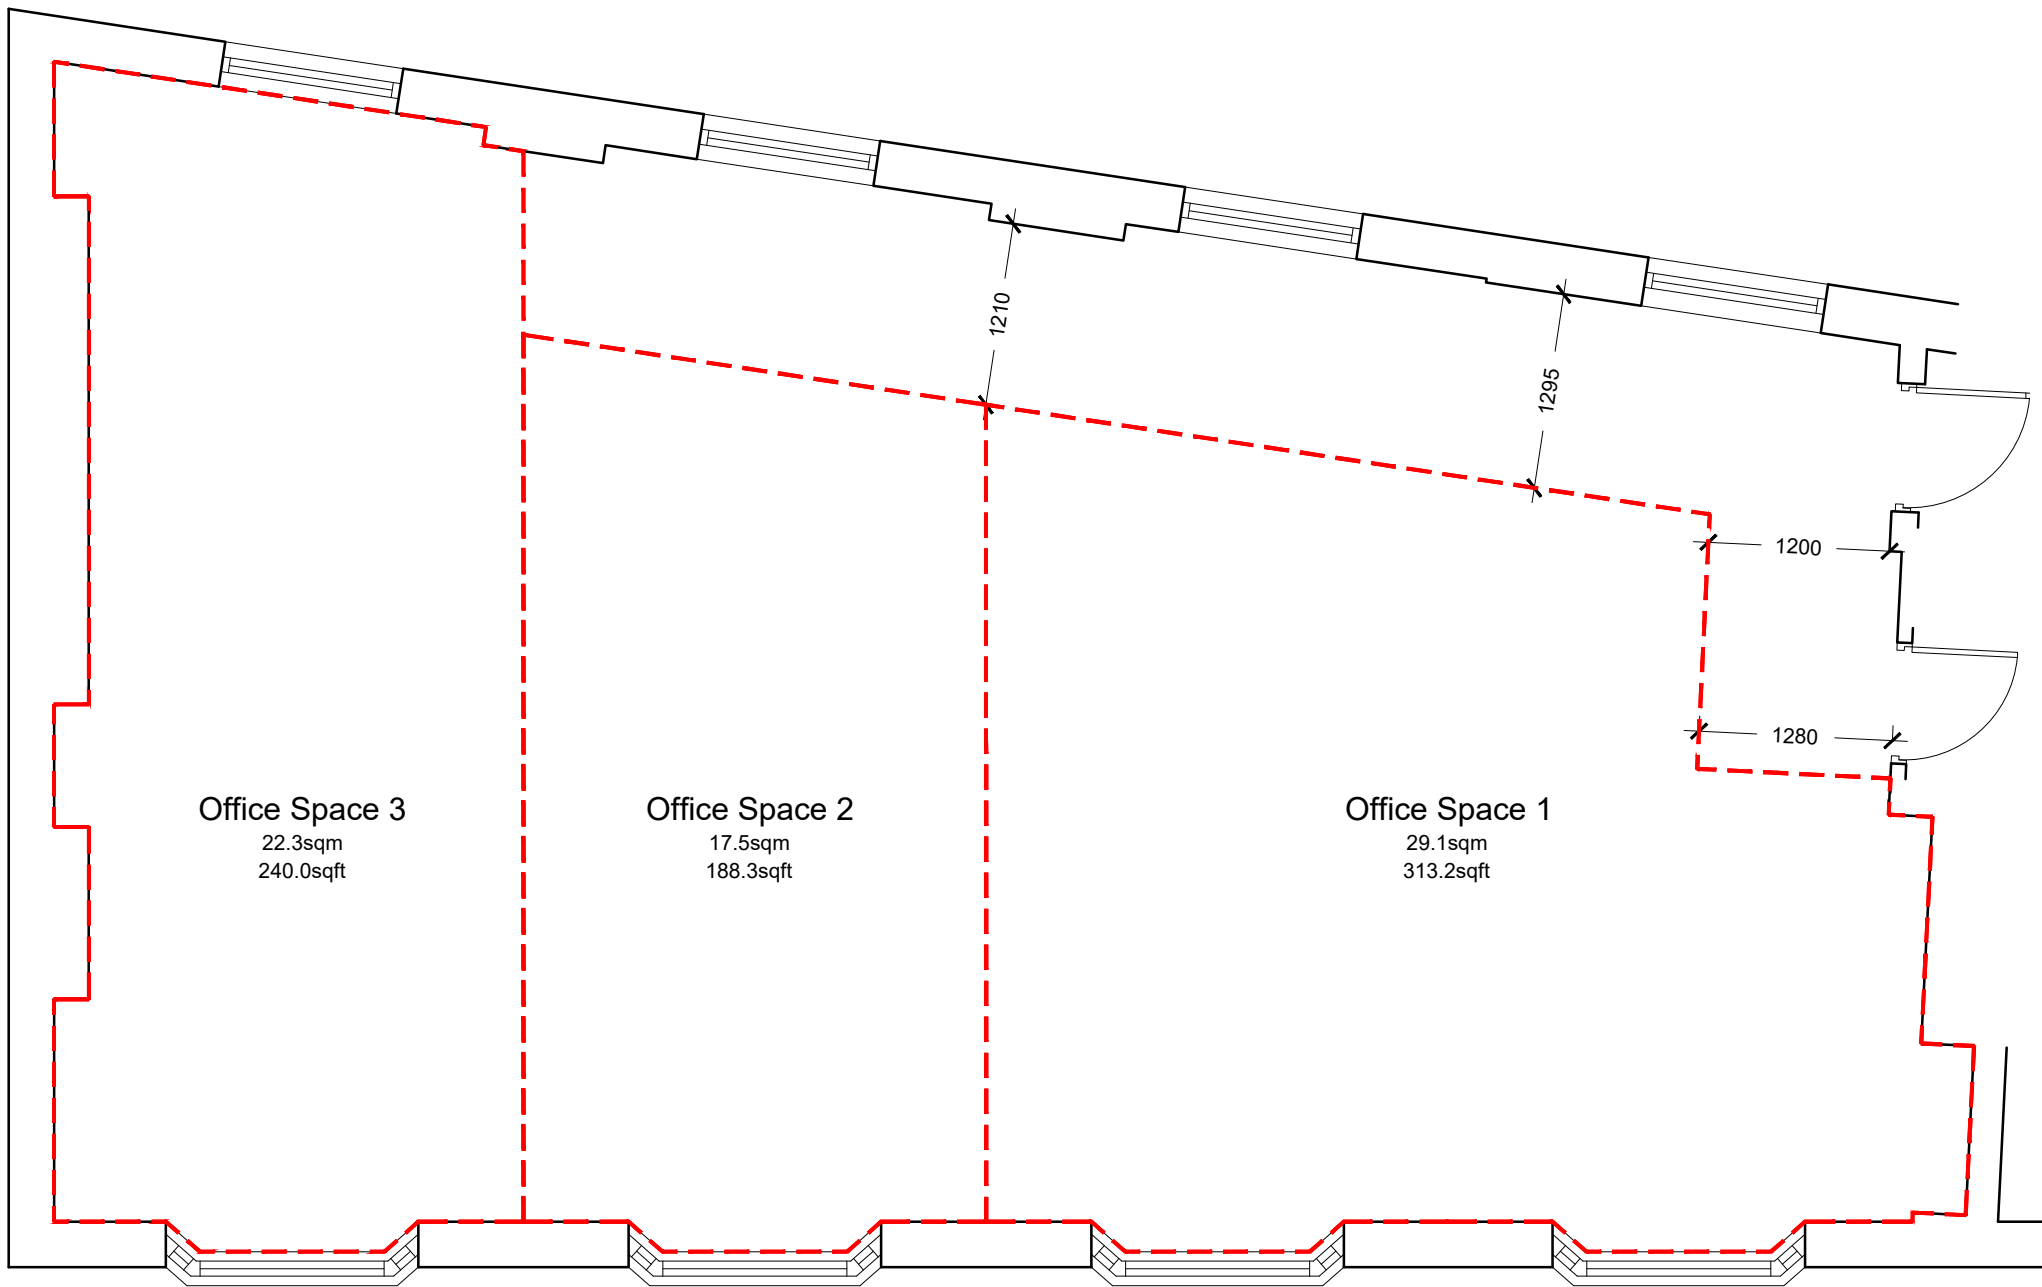 1210
1295
1200
1280
Office Space 3
22.3sqm
240.0sqft
Office Space 2
17.5sqm
188.3sqft
Office Space 1
29.1sqm
313.2sqft